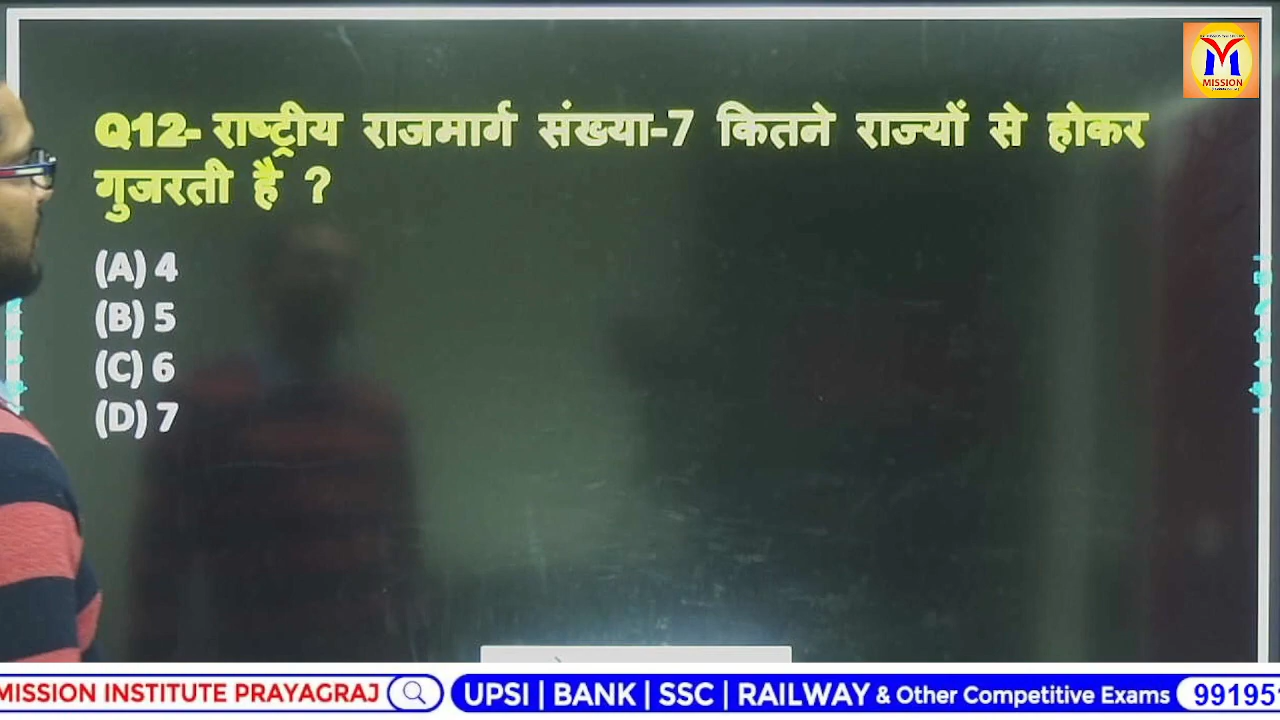 MISSION
Q12- राष्ट्रीय राजमार्ग संख्या-7 कितने राज्यों से होकर
गुजरती है ?
(A) 4
(B) 5
(C) 6
(D) 7
MISSION INSTITUTE PRAYAGRAJ
UPSI | BANK | SSC | RAILWAY & Other Competitive Exams